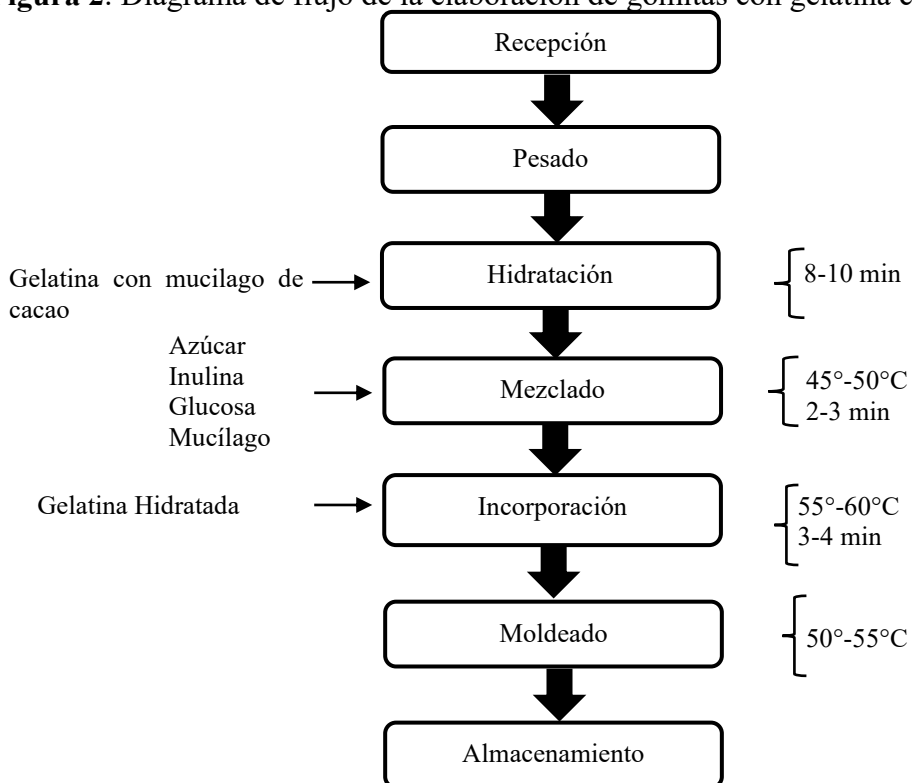 igura 2. Diagrama de flujo de la elaboración de gomitas con gelatina c
Recepción
Pesado
Gelatina con mucilago de
cacao
Hidratación
8-10 min
Azúcar
Inulina
Glucosa
Mucílago
Mezclado
45°-50°C
2-3 min
Gelatina Hidratada
Incorporación
55°-60°C
3-4 min
Moldeado
50°-55°C
Almacenamiento